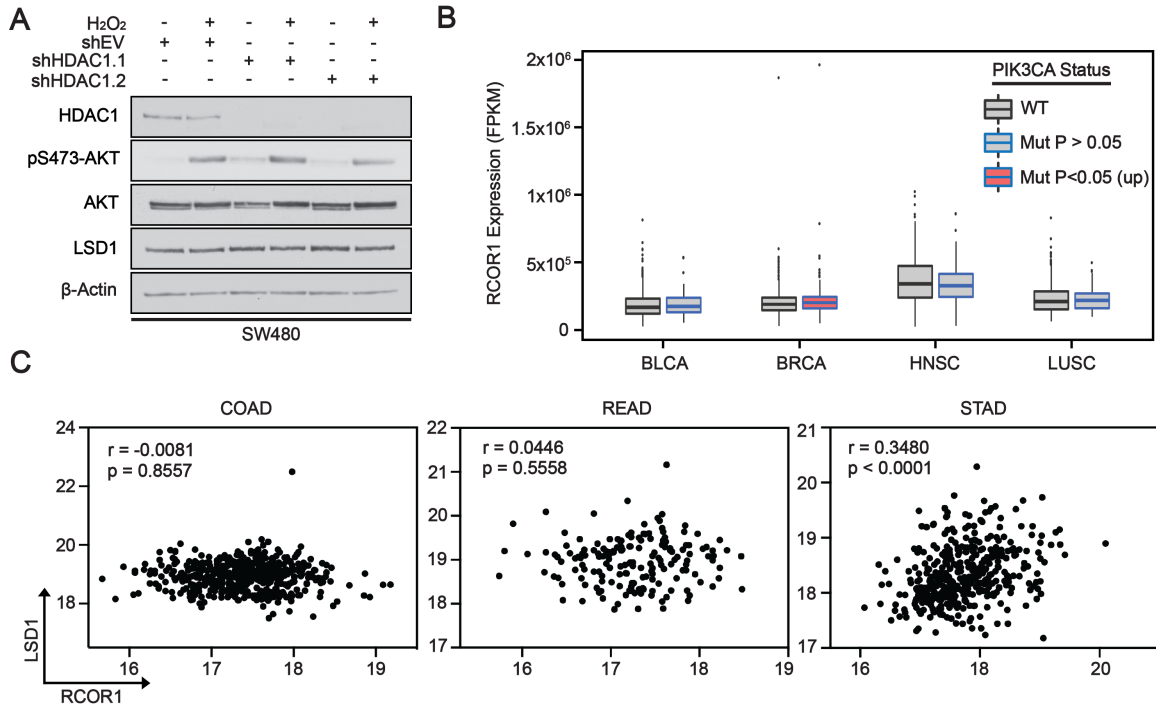 A
H₂O₂ - + - + - +
shEV + + - - - -
shHDAC1.1 - - + + - -
shHDAC1.2 - - - - + +
HDAC1
pS473-AKT
AKT
LSD1
β-Actin
SW480
B
RCOR1 Expression (FPKM)
2x10⁶
1.5x10⁶
1x10⁶
5x10⁵
0
PIK3CA Status
WT
Mut P > 0.05
Mut P<0.05 (up)
BLCA BRCA HNSC LUSC
C
COAD
r = -0.0081
p = 0.8557
24
22
20
18
16 17 18 19
LSD1
RCOR1
READ
r = 0.0446
p = 0.5558
22
21
20
19
18
17
16 17 18 19
STAD
r = 0.3480
p < 0.0001
21
20
19
18
17
16 18 20